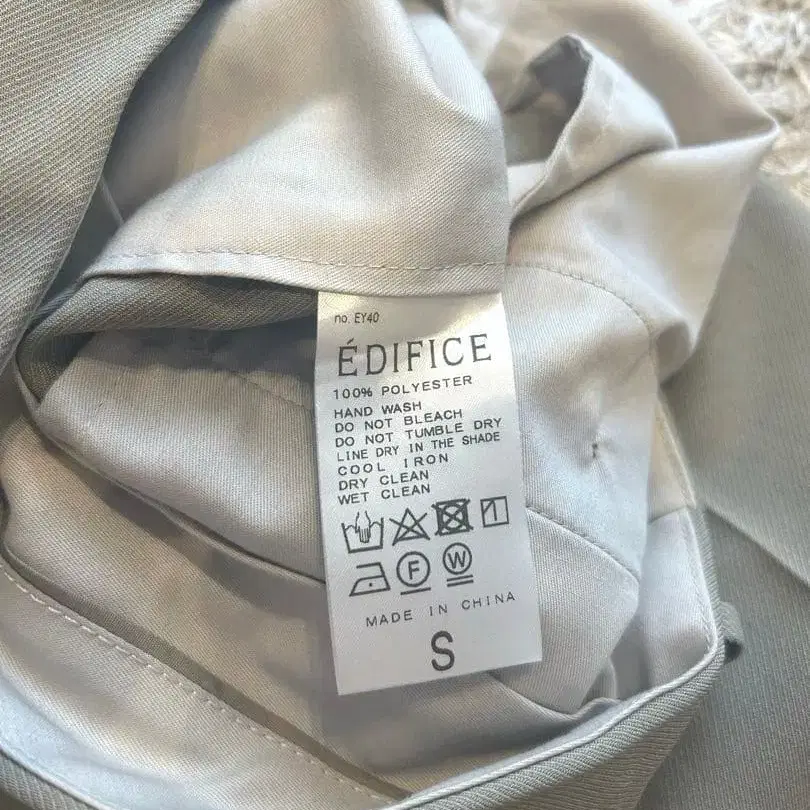 no. EY40
ÉDIFICE
100% POLYESTER
HAND WASH
DO NOT BLEACH
DO NOT TUMBLE DRY
LINE DRY IN THE SHADE
COOL IRON
DRY CLEAN
WET CLEAN
F W
MADE IN CHINA
S